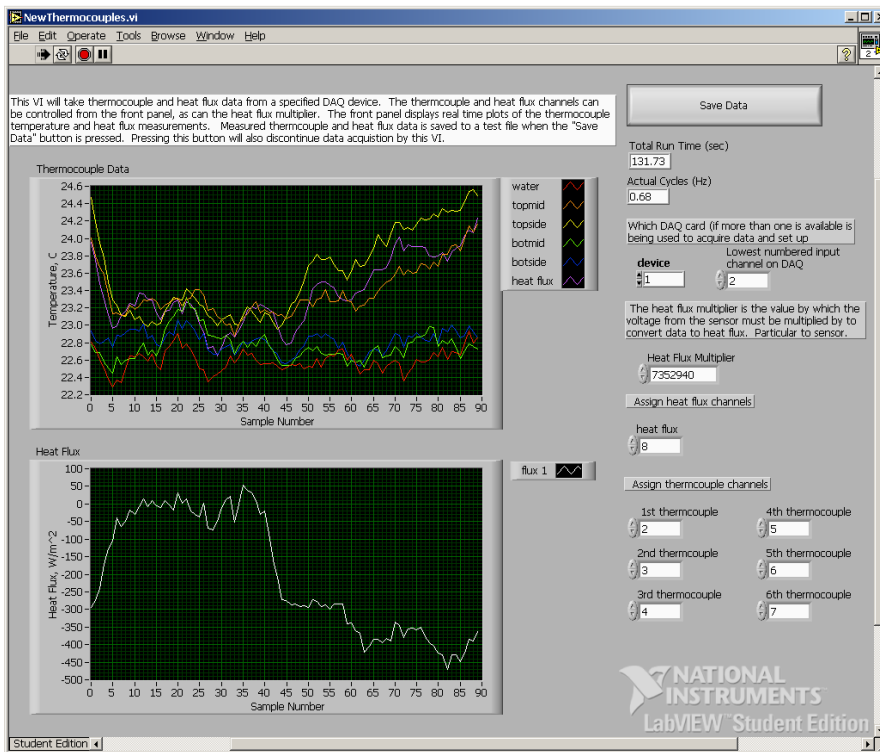 NewThermocouples.vi
File Edit Operate Tools Browse Window Help
2
This VI will take thermocouple and heat flux data from a specified DAQ device. The thermcouple and heat flux channels can
be controlled from the front panel, as can the heat flux multiplier. The front panel displays real time plots of the thermocouple
temperature and heat flux measurements. Measured thermcouple and heat flux data is saved to a test file when the "Save
Data" button is pressed. Pressing this button will also discontinue data acquistion by this VI.
Save Data
Total Run Time (sec)
131.73
Actual Cycles (Hz)
0.68
Which DAQ card (if more than one is available is
being used to acquire data and set up
device
1
Lowest numbered input
channel on DAQ
2
The heat flux multiplier is the value by which the
voltage from the sensor must be multiplied by to
convert data to heat flux. Particular to sensor.
Heat Flux Multiplier
7352940
Assign heat flux channels
heat flux
8
Assign thermcouple channels
1st thermcouple
2
4th thermocouple
5
2nd thermcouple
3
5th thermocouple
6
3rd thermocouple
4
6th thermocouple
7
Thermocouple Data
Temperature, C
24.6
24.4
24.2
24.0
23.8
23.6
23.4
23.2
23.0
22.8
22.6
22.4
22.2
0 5 10 15 20 25 30 35 40 45 50 55 60 65 70 75 80 85 90
Sample Number
water
topmid
topside
botmid
botside
heat flux
Heat Flux
Heat Flux, W/m^2
100
50
0
-50
-100
-150
-200
-250
-300
-350
-400
-450
-500
0 5 10 15 20 25 30 35 40 45 50 55 60 65 70 75 80 85 90
Sample Number
flux 1
NATIONAL
INSTRUMENTS
LabVIEW™ Student Edition
Student Edition